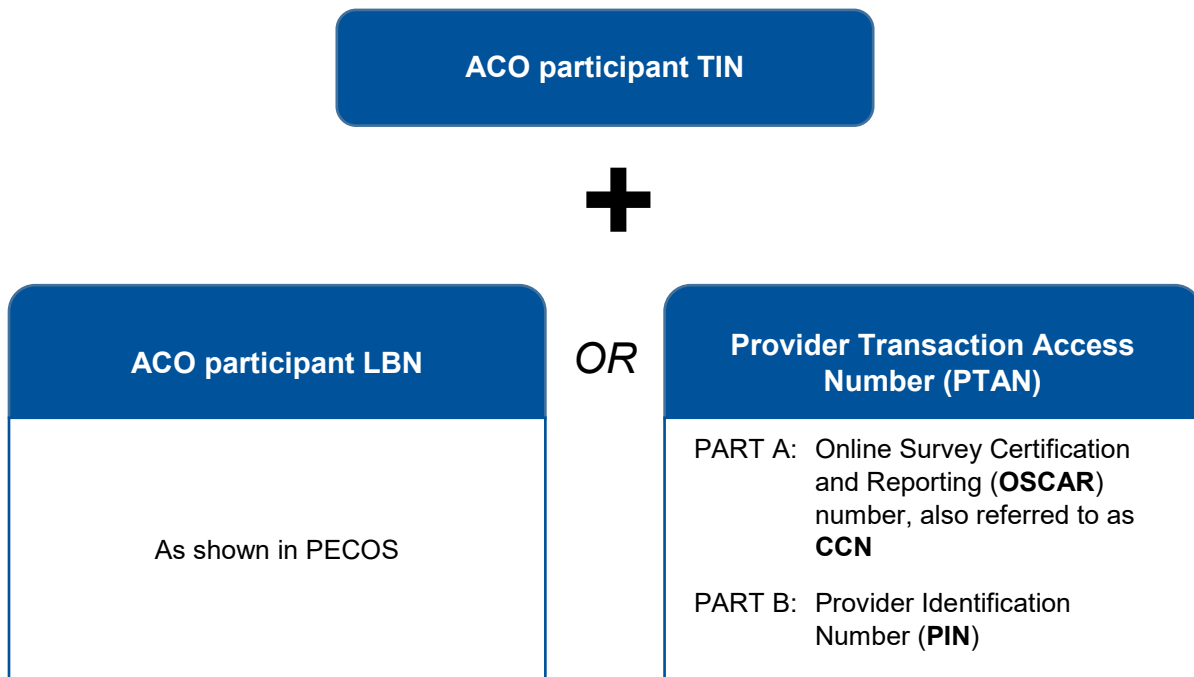 ACO participant TIN
+
ACO participant LBN
As shown in PECOS
OR
Provider Transaction Access
Number (PTAN)
PART A: Online Survey Certification
and Reporting (OSCAR)
number, also referred to as
CCN
PART B: Provider Identification
Number (PIN)